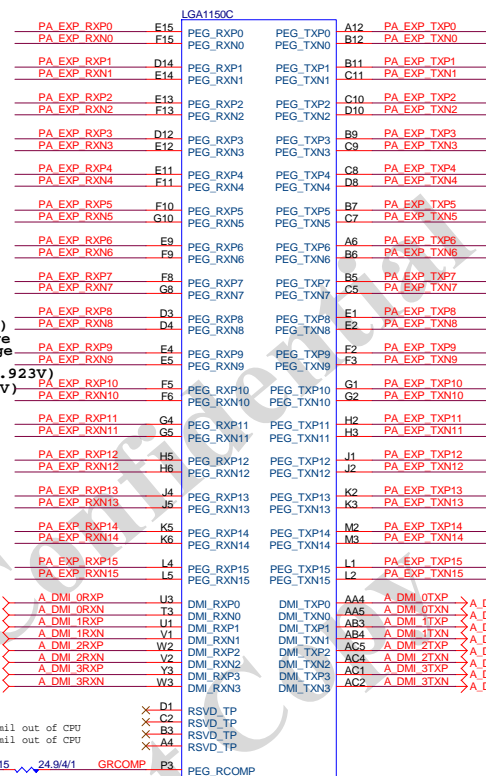 LGA1150C
PA_EXP_RXP0 E15 PEG_RXP0 PEG_TXP0 A12 PA_EXP_TXP0
PA_EXP_RXN0 F15 PEG_RXN0 PEG_TXN0 B12 PA_EXP_TXN0
PA_EXP_RXP1 D14 PEG_RXP1 PEG_TXP1 B11 PA_EXP_TXP1
PA_EXP_RXN1 E14 PEG_RXN1 PEG_TXN1 C11 PA_EXP_TXN1
PA_EXP_RXP2 E13 PEG_RXP2 PEG_TXP2 C10 PA_EXP_TXP2
PA_EXP_RXN2 F13 PEG_RXN2 PEG_TXN2 D10 PA_EXP_TXN2
PA_EXP_RXP3 D12 PEG_RXP3 PEG_TXP3 B9 PA_EXP_TXP3
PA_EXP_RXN3 E12 PEG_RXN3 PEG_TXN3 C9 PA_EXP_TXN3
PA_EXP_RXP4 E11 PEG_RXP4 PEG_TXP4 C8 PA_EXP_TXP4
PA_EXP_RXN4 F11 PEG_RXN4 PEG_TXN4 D8 PA_EXP_TXN4
PA_EXP_RXP5 F10 PEG_RXP5 PEG_TXP5 B7 PA_EXP_TXP5
PA_EXP_RXN5 G10 PEG_RXN5 PEG_TXN5 C7 PA_EXP_TXN5
PA_EXP_RXP6 E9 PEG_RXP6 PEG_TXP6 A6 PA_EXP_TXP6
PA_EXP_RXN6 F9 PEG_RXN6 PEG_TXN6 B6 PA_EXP_TXN6
PA_EXP_RXP7 F8 PEG_RXP7 PEG_TXP7 B5 PA_EXP_TXP7
PA_EXP_RXN7 G8 PEG_RXN7 PEG_TXN7 C5 PA_EXP_TXN7
PA_EXP_RXP8 D3 PEG_RXP8 PEG_TXP8 E1 PA_EXP_TXP8
PA_EXP_RXN8 D4 PEG_RXN8 PEG_TXN8 E2 PA_EXP_TXN8
PA_EXP_RXP9 E4 PEG_RXP9 PEG_TXP9 F2 PA_EXP_TXP9
PA_EXP_RXN9 E5 PEG_RXN9 PEG_TXN9 F3 PA_EXP_TXN9
.923V)
V)
PA_EXP_RXP10 F5 PEG_RXP10 PEG_TXP10 G1 PA_EXP_TXP10
PA_EXP_RXN10 F6 PEG_RXN10 PEG_TXN10 G2 PA_EXP_TXN10
PA_EXP_RXP11 G4 PEG_RXP11 PEG_TXP11 H2 PA_EXP_TXP11
PA_EXP_RXN11 G5 PEG_RXN11 PEG_TXN11 H3 PA_EXP_TXN11
PA_EXP_RXP12 H5 PEG_RXP12 PEG_TXP12 J1 PA_EXP_TXP12
PA_EXP_RXN12 H6 PEG_RXN12 PEG_TXN12 J2 PA_EXP_TXN12
PA_EXP_RXP13 J4 PEG_RXP13 PEG_TXP13 K2 PA_EXP_TXP13
PA_EXP_RXN13 J5 PEG_RXN13 PEG_TXN13 K3 PA_EXP_TXN13
PA_EXP_RXP14 K5 PEG_RXP14 PEG_TXP14 M2 PA_EXP_TXP14
PA_EXP_RXN14 K6 PEG_RXN14 PEG_TXN14 M3 PA_EXP_TXN14
PA_EXP_RXP15 L4 PEG_RXP15 PEG_TXP15 L1 PA_EXP_TXP15
PA_EXP_RXN15 L5 PEG_RXN15 PEG_TXN15 L2 PA_EXP_TXN15
A_DMI_0RXP U3 DMI_RXP0 DMI_TXP0 AA4 A_DMI_0TXP
A_DMI_0RXN T3 DMI_RXN0 DMI_TXN0 AA5 A_DMI_0TXN
A_DMI_1RXP U1 DMI_RXP1 DMI_TXP1 AB3 A_DMI_1TXP
A_DMI_1RXN V1 DMI_RXN1 DMI_TXN1 AB4 A_DMI_1TXN
A_DMI_2RXP W2 DMI_RXP2 DMI_TXP2 AC5 A_DMI_2TXP
A_DMI_2RXN V2 DMI_RXN2 DMI_TXN2 AC4 A_DMI_2TXN
A_DMI_3RXP Y3 DMI_RXP3 DMI_TXP3 AC1 A_DMI_3TXP
A_DMI_3RXN W3 DMI_RXN3 DMI_TXN3 AC2 A_DMI_3TXN
D1 RSVD_TP
C2 RSVD_TP
mil out of CPU B3 RSVD_TP
mil out of CPU A4 RSVD_TP
15 24.9/4/1 GRCOMP P3 PEG_RCOMP
Confidential
Copy